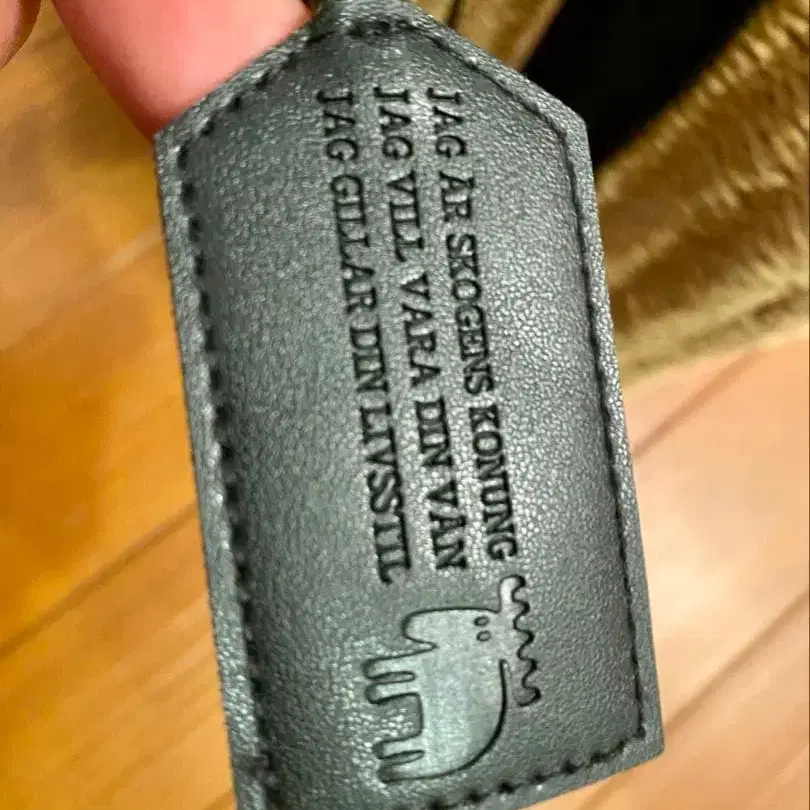 JAG ÄR SKOGENS KONUNG
JAG VILL VARA DIN VÄN
JAG GILLAR DIN LIVSSTIL